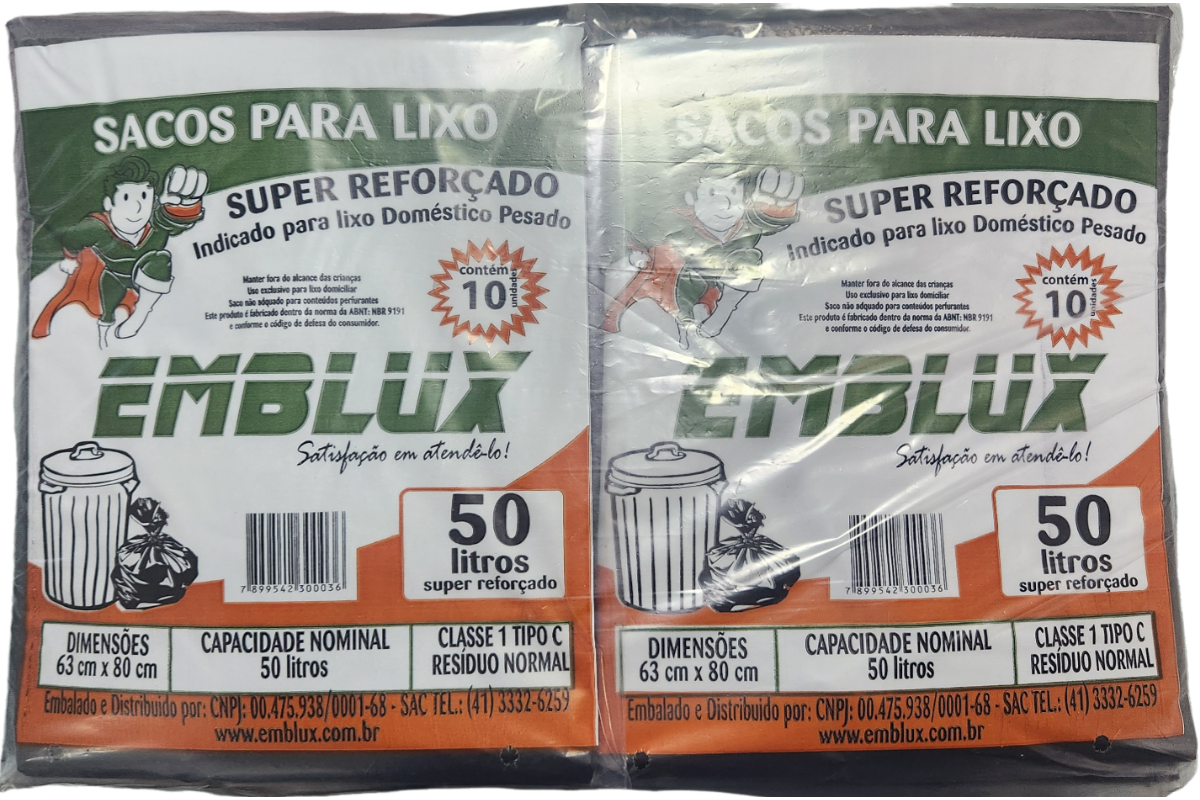 SACOS PARA LIXO
SUPER REFORÇADO
Indicado para lixo Doméstico Pesado
Manter fora do alcance das crianças
Uso exclusivo para lixo domiciliar
Saco não adquado para conteúdos perfurantes
Este produto é fabricado dentro da norma da ABNT: NBR 9191
e conforme o código de defesa do consumidor.
contém
10
unidades
EMBLUX
Satisfação em atendê-lo!
50
litros
super reforçado
7 899542 300036
DIMENSÕES
63 cm x 80 cm
CAPACIDADE NOMINAL
50 litros
CLASSE 1 TIPO C
RESÍDUO NORMAL
Embalado e Distribuido por: CNPJ: 00.475.938/0001-68 - SAC TEL.: (41) 3332-6259
www.emblux.com.br
SACOS PARA LIXO
SUPER REFORÇADO
Indicado para lixo Doméstico Pesado
Manter fora do alcance das crianças
Uso exclusivo para lixo domiciliar
Saco não adquado para conteúdos perfurantes
Este produto é fabricado dentro da norma da ABNT: NBR 9191
e conforme o código de defesa do consumidor.
contém
10
unidades
EMBLUX
Satisfação em atendê-lo!
50
litros
super reforçado
7 899542 300036
DIMENSÕES
63 cm x 80 cm
CAPACIDADE NOMINAL
50 litros
CLASSE 1 TIPO C
RESÍDUO NORMAL
Embalado e Distribuido por: CNPJ: 00.475.938/0001-68 - SAC TEL.: (41) 3332-6259
www.emblux.com.br